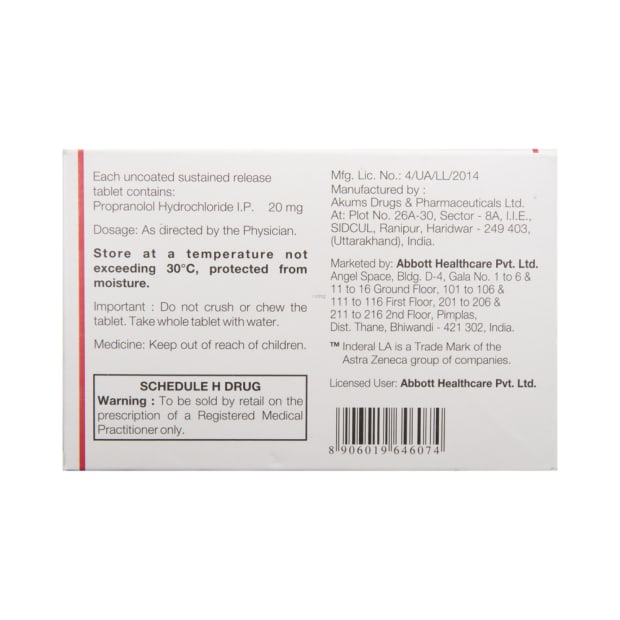 Each uncoated sustained release
tablet contains:
Propranolol Hydrochloride I.P. 20 mg
Dosage: As directed by the Physician.
Store at a temperature not
exceeding 30°C, protected from
moisture.
Important : Do not crush or chew the
tablet. Take whole tablet with water.
Medicine: Keep out of reach of children.
SCHEDULE H DRUG
Warning : To be sold by retail on the
prescription of a Registered Medical
Practitioner only.
Mfg. Lic. No.: 4/UA/LL/2014
Manufactured by :
Akums Drugs & Pharmaceuticals Ltd.
At: Plot No. 26A-30, Sector - 8A, I.I.E.,
SIDCUL, Ranipur, Haridwar - 249 403,
(Uttarakhand), India.
Marketed by: Abbott Healthcare Pvt. Ltd.
Angel Space, Bldg. D-4, Gala No. 1 to 6 &
11 to 16 Ground Floor, 101 to 106 &
111 to 116 First Floor, 201 to 206 &
211 to 216 2nd Floor, Pimplas,
Dist. Thane, Bhiwandi - 421 302, India.
™ Inderal LA is a Trade Mark of the
Astra Zeneca group of companies.
Licensed User: Abbott Healthcare Pvt. Ltd.
8 906019 646074